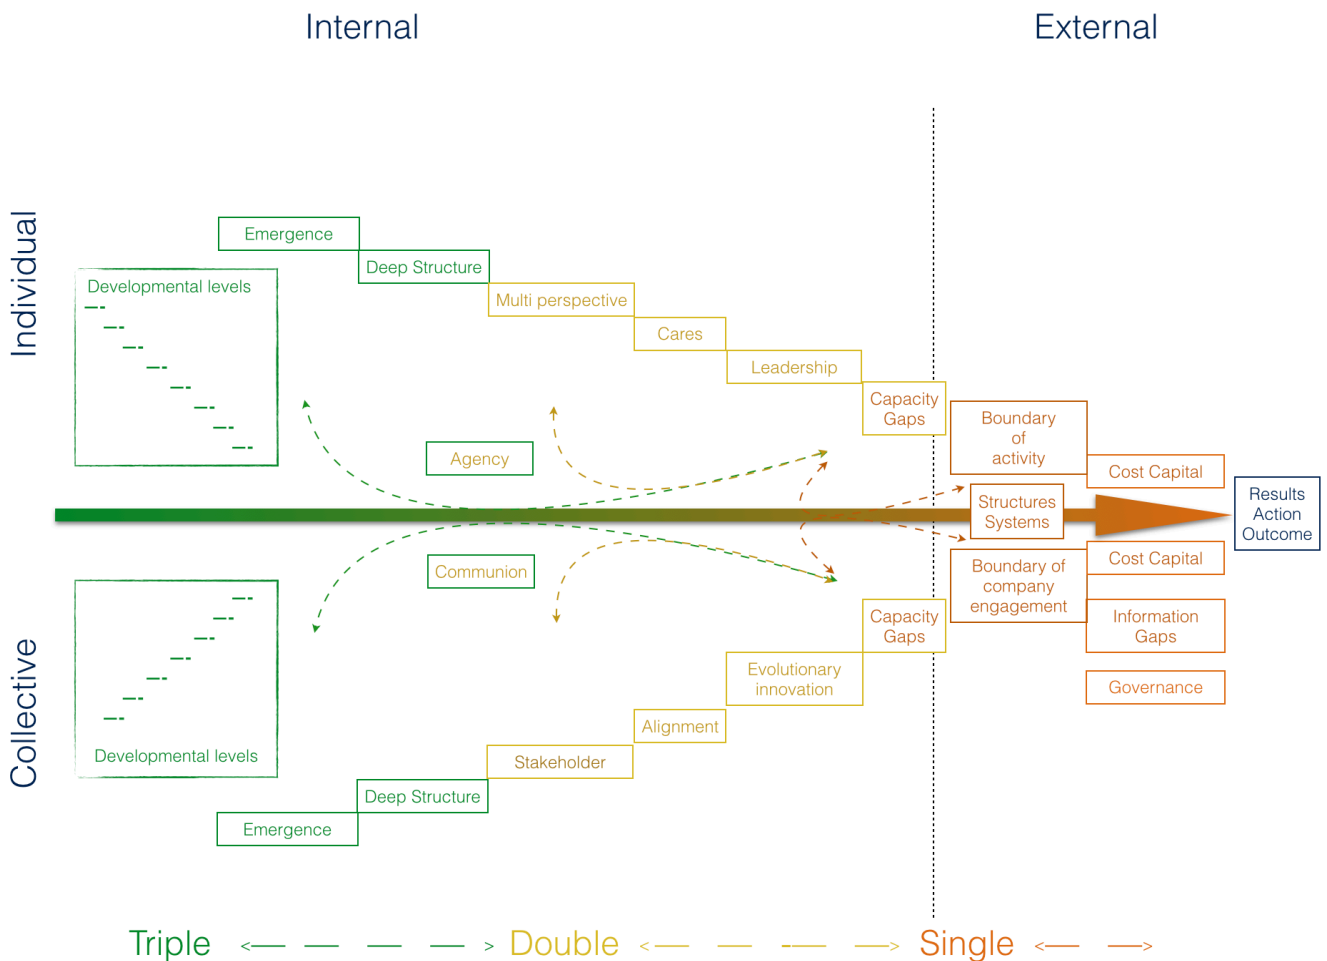 Internal
External
Individual
Emergence
Deep Structure
Developmental levels
Multi perspective
Cares
Leadership
Capacity
Gaps
Boundary
of
activity
Agency
Cost Capital
Structures
Systems
Results
Action
Outcome
Communion
Cost Capital
Boundary of
company
engagement
Capacity
Gaps
Information
Gaps
Collective
Evolutionary
innovation
Governance
Alignment
Developmental levels
Stakeholder
Deep Structure
Emergence
Triple
Double
Single